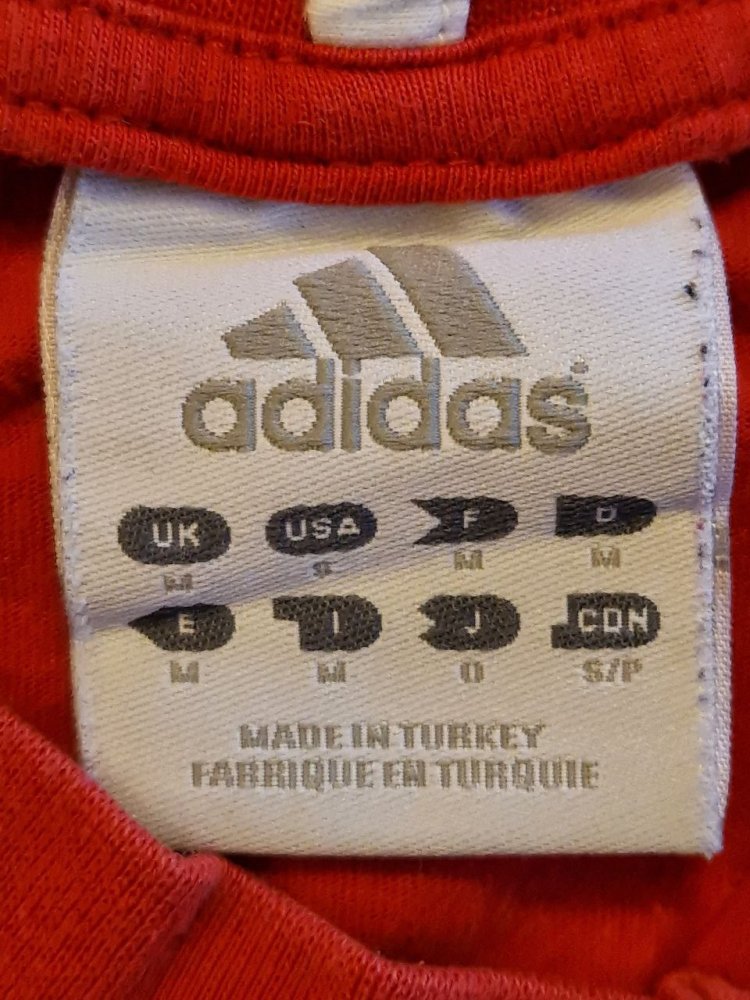 adidas
UK USA F D
M S M M
E I J CDN
M M O S/P
MADE IN TURKEY
FABRIQUE EN TURQUIE